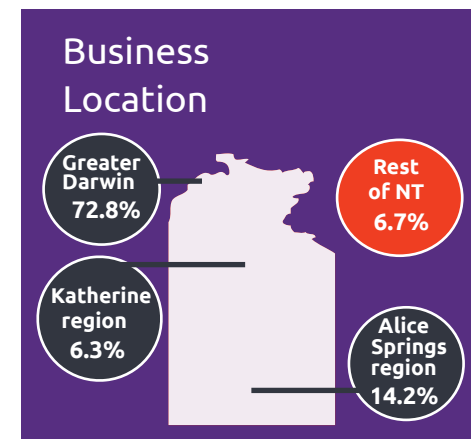 Business
Location
Greater
Darwin
72.8%
Rest
of NT
6.7%
Katherine
region
6.3%
Alice
Springs
region
14.2%